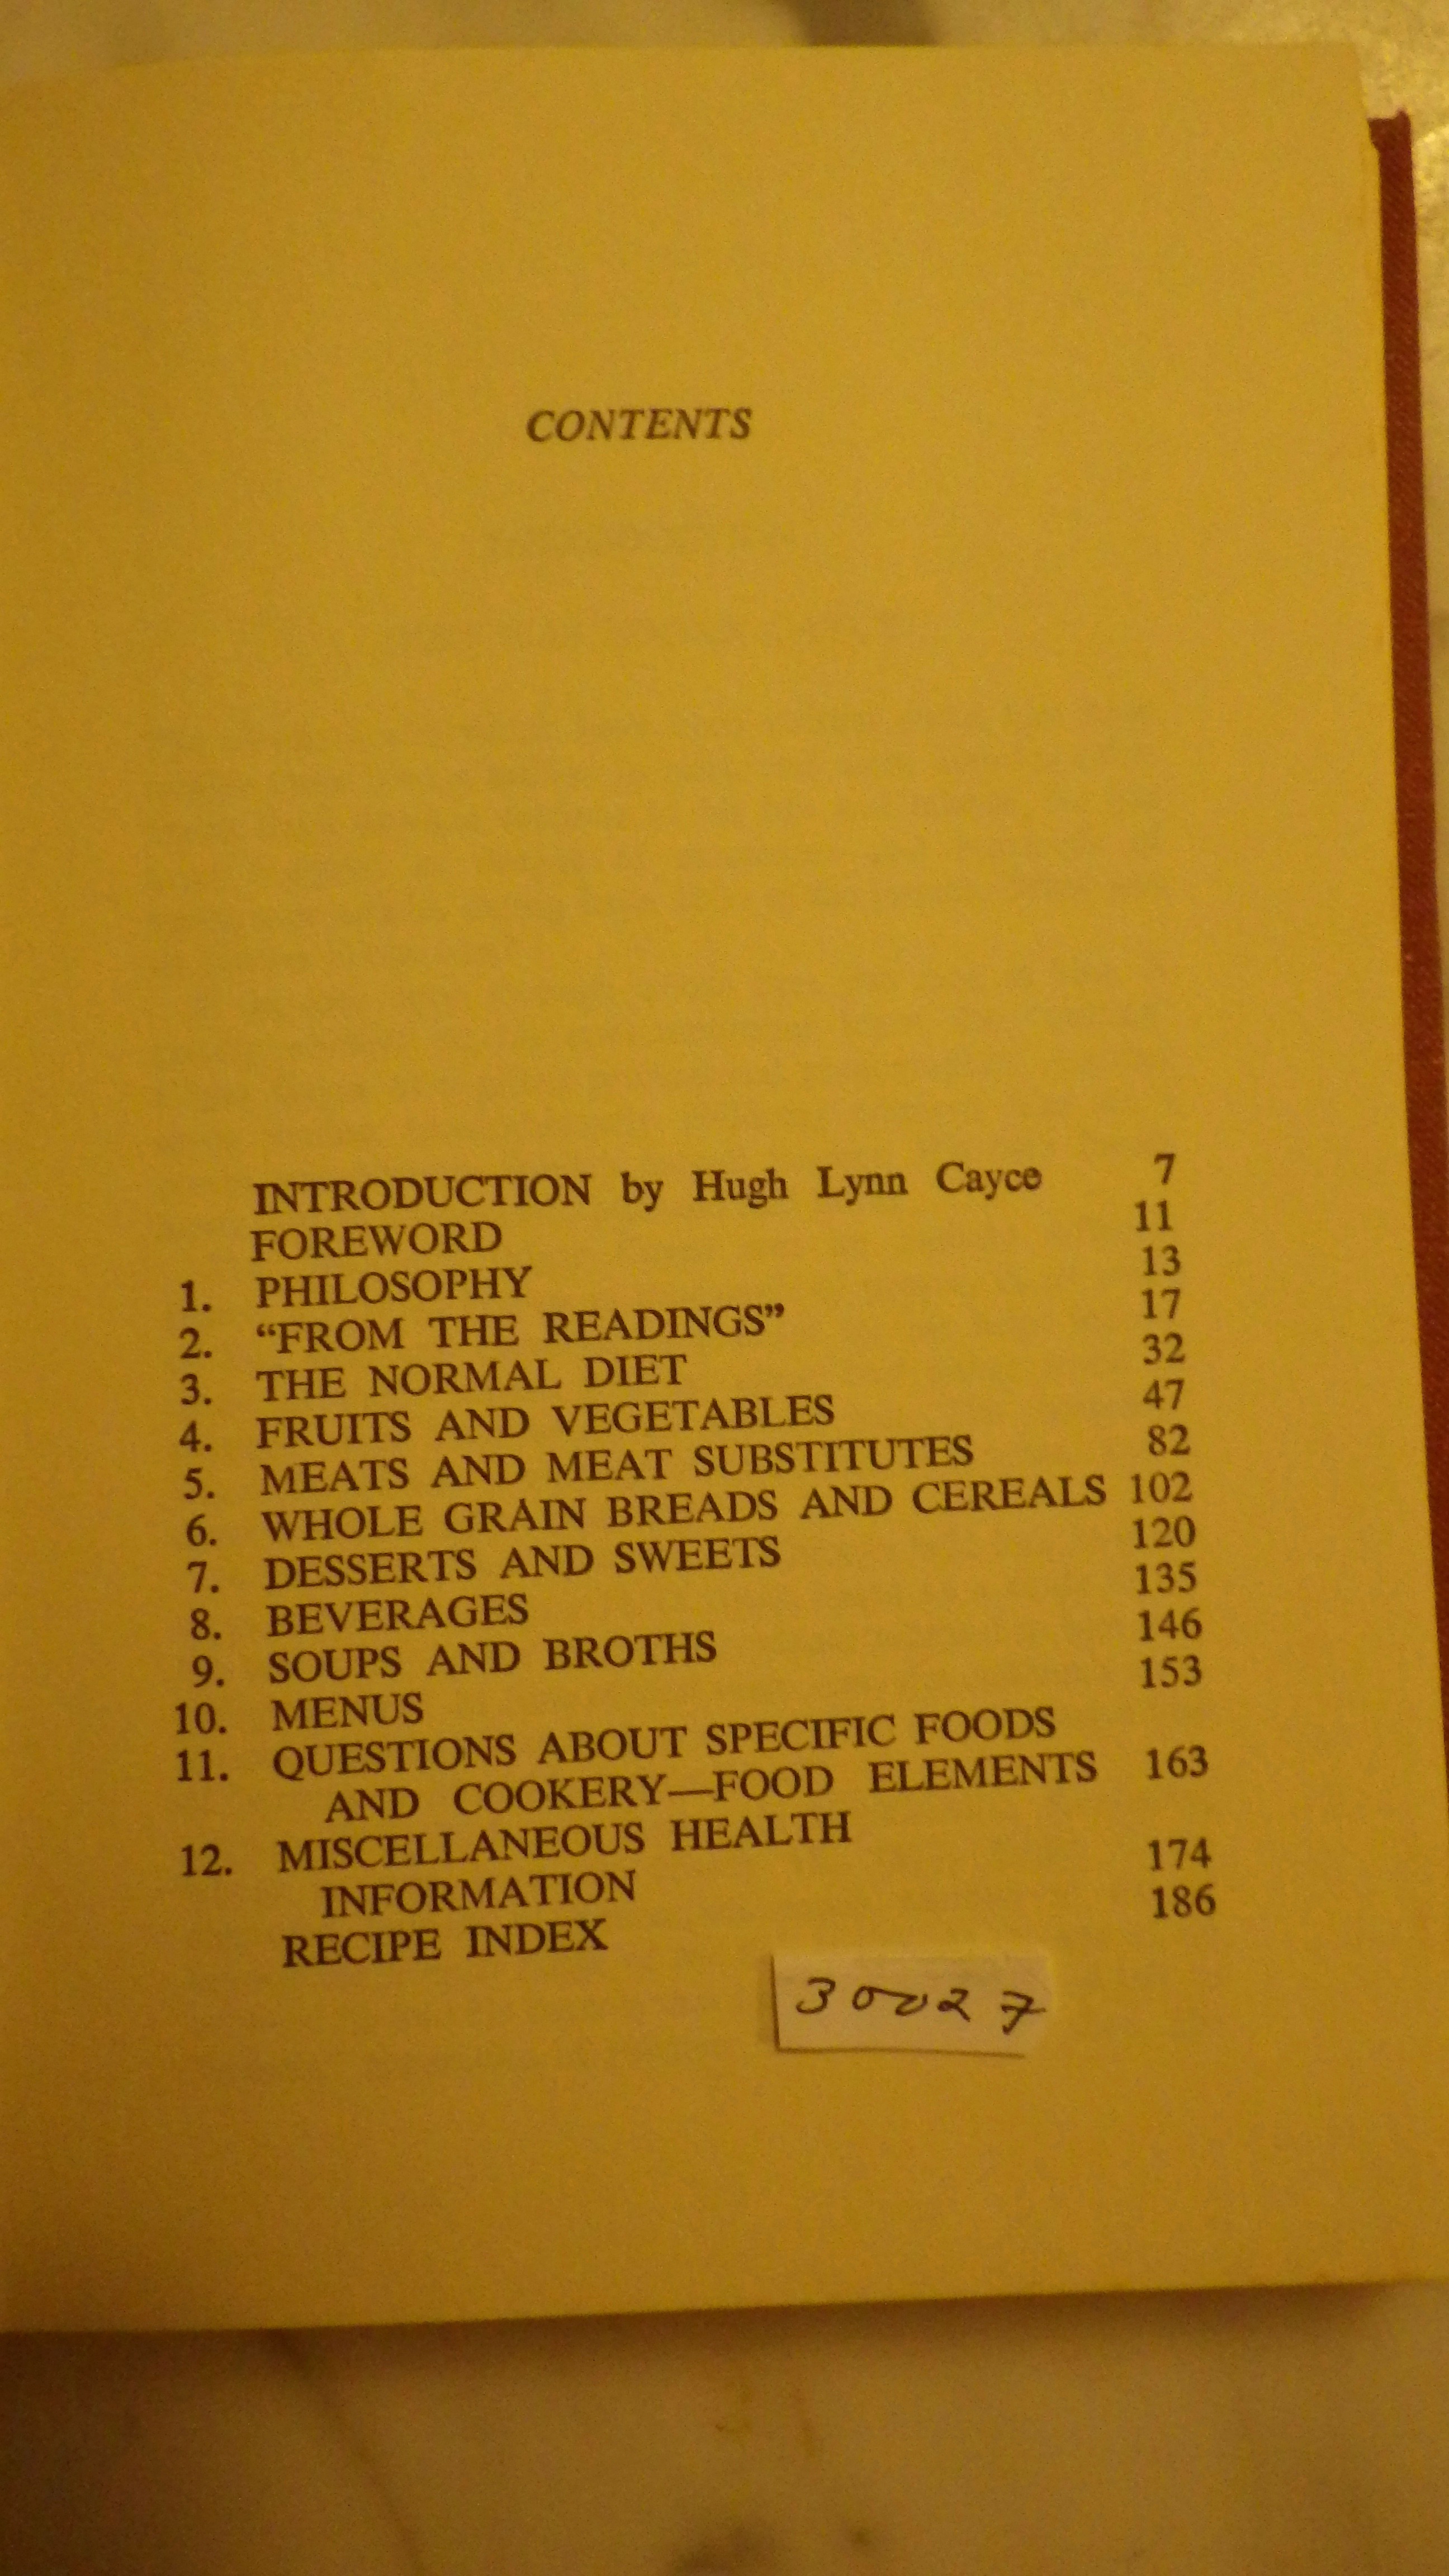 CONTENTS
INTRODUCTION by Hugh Lynn Cayce 7
FOREWORD 11
1. PHILOSOPHY 13
2. “FROM THE READINGS” 17
3. THE NORMAL DIET 32
4. FRUITS AND VEGETABLES 47
5. MEATS AND MEAT SUBSTITUTES 82
6. WHOLE GRAIN BREADS AND CEREALS 102
7. DESSERTS AND SWEETS 120
8. BEVERAGES 135
9. SOUPS AND BROTHS 146
10. MENUS 153
11. QUESTIONS ABOUT SPECIFIC FOODS
AND COOKERY—FOOD ELEMENTS 163
12. MISCELLANEOUS HEALTH
INFORMATION 174
RECIPE INDEX 186
30027